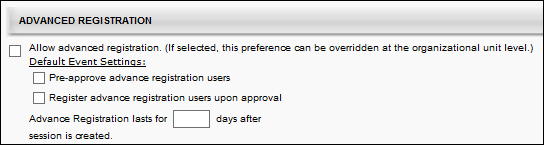 ADVANCED REGISTRATION
Allow advanced registration. (If selected, this preference can be overridden at the organizational unit level.)
Default Event Settings:
Pre-approve advance registration users
Register advance registration users upon approval
Advance Registration lasts for days after
session is created.